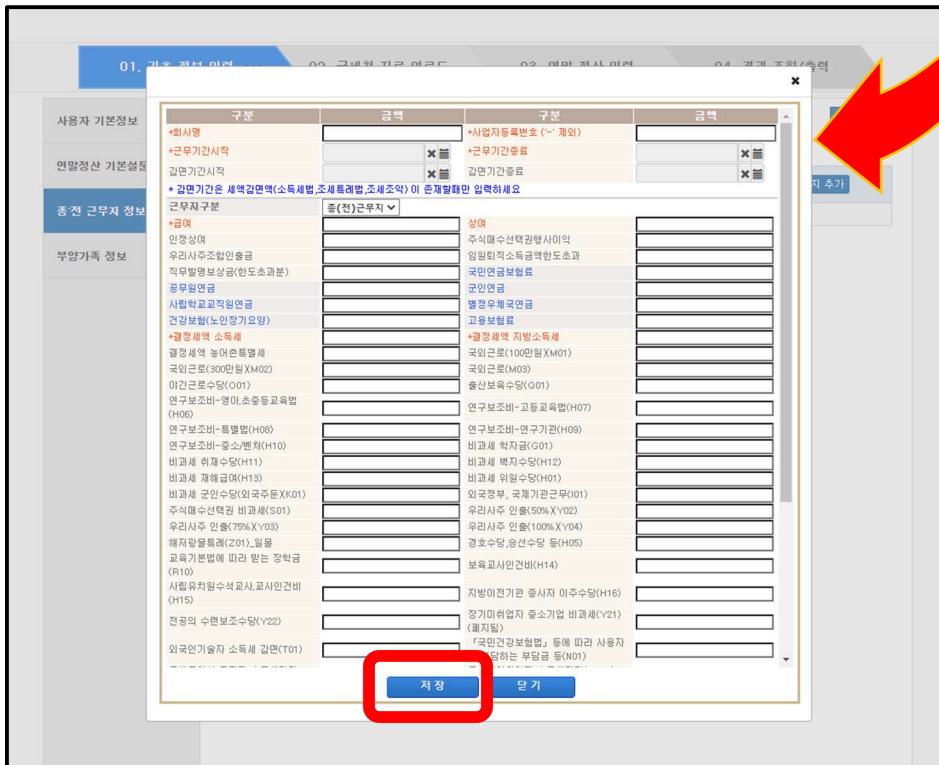 01. 기초 정보 입력
02. 국세청 자료 업로드
03. 연말 정산 입력
04. 결과 조회/출력
사용자 기본정보
연말정산 기본설문
종전 근무지 정보
부양가족 정보
지 추가
×
구분 금액 구분 금액
*회사명 *사업자등록번호 ('-' 제외)
*근무기간시작 *근무기간종료
감면기간시작 감면기간종료
* 감면기간은 세액감면액(소득세법,조세특례법,조세조약) 이 존재할때만 입력하세요
근무지구분 종(전)근무지
*급여 상여
인정상여 주식매수선택권행사이익
우리사주조합인출금 임원퇴직소득금액한도초과
직무발명보상금(한도초과분) 국민연금보험료
공무원연금 군인연금
사립학교교직원연금 별정우체국연금
건강보험(노인장기요양) 고용보험료
*결정세액 소득세 *결정세액 지방소득세
결정세액 농어촌특별세 국외근로(100만원)(M01)
국외근로(300만원)(M02) 국외근로(M03)
야간근로수당(O01) 출산보육수당(Q01)
연구보조비-영아,초중등교육법(H06) 연구보조비-고등교육법(H07)
연구보조비-특별법(H08) 연구보조비-연구기관(H09)
연구보조비-중소/벤처(H10) 비과세 학자금(G01)
비과세 취재수당(H11) 비과세 벽지수당(H12)
비과세 재해급여(H13) 비과세 위원수당(H01)
비과세 군인수당(외국주둔)(K01) 외국정부, 국제기관근무(I01)
주식매수선택권 비과세(S01) 우리사주 인출(50%)(Y02)
우리사주 인출(75%)(Y03) 우리사주 인출(100%)(Y04)
해저광물특례(Z01)_일몰 경호수당,승선수당 등(H05)
교육기본법에 따라 받는 장학금(R10) 보육교사인건비(H14)
사립유치원수석교사,교사인건비(H15) 지방이전기관 종사자 이주수당(H16)
전공의 수련보조수당(Y22) 장기미취업자 중소기업 비과세(Y21)(폐지됨)
외국인기술자 소득세 감면(T01) 「국민건강보험법」등에 따라 사용자 담하는 부담금 등(N01)
저장 닫기